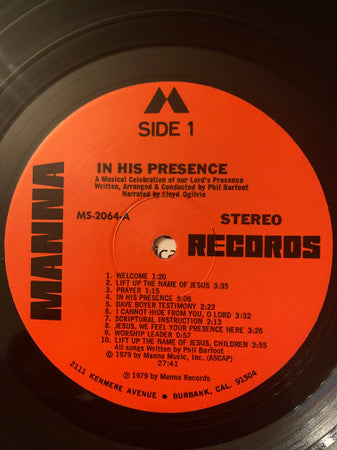 SIDE 1
IN HIS PRESENCE
A Musical Celebration of our Lord's Presence
Written, Arranged & Conducted by Phil Barfoot
Narrated by Lloyd Ogilvie
MS-2064-A
STEREO
MANNA
RECORDS
1. WELCOME 1:20
2. LIFT UP THE NAME OF JESUS 3:35
3. PRAYER 1:15
4. IN HIS PRESENCE 5:06
5. DAVE BOYER TESTIMONY 2:22
6. I CANNOT HIDE FROM YOU, O LORD 3:32
7. SCRIPTURAL INSTRUCTION 2:13
8. JESUS, WE FEEL YOUR PRESENCE HERE 3:26
9. WORSHIP LEADER :57
10. LIFT UP THE NAME OF JESUS, CHILDREN 3:55
All songs Written by Phil Barfoot
© 1979 by Manna Music, Inc. (ASCAP)
27:41
℗ 1979 by Manna Records
2111 KENMERE AVENUE • BURBANK, CAL. 91504